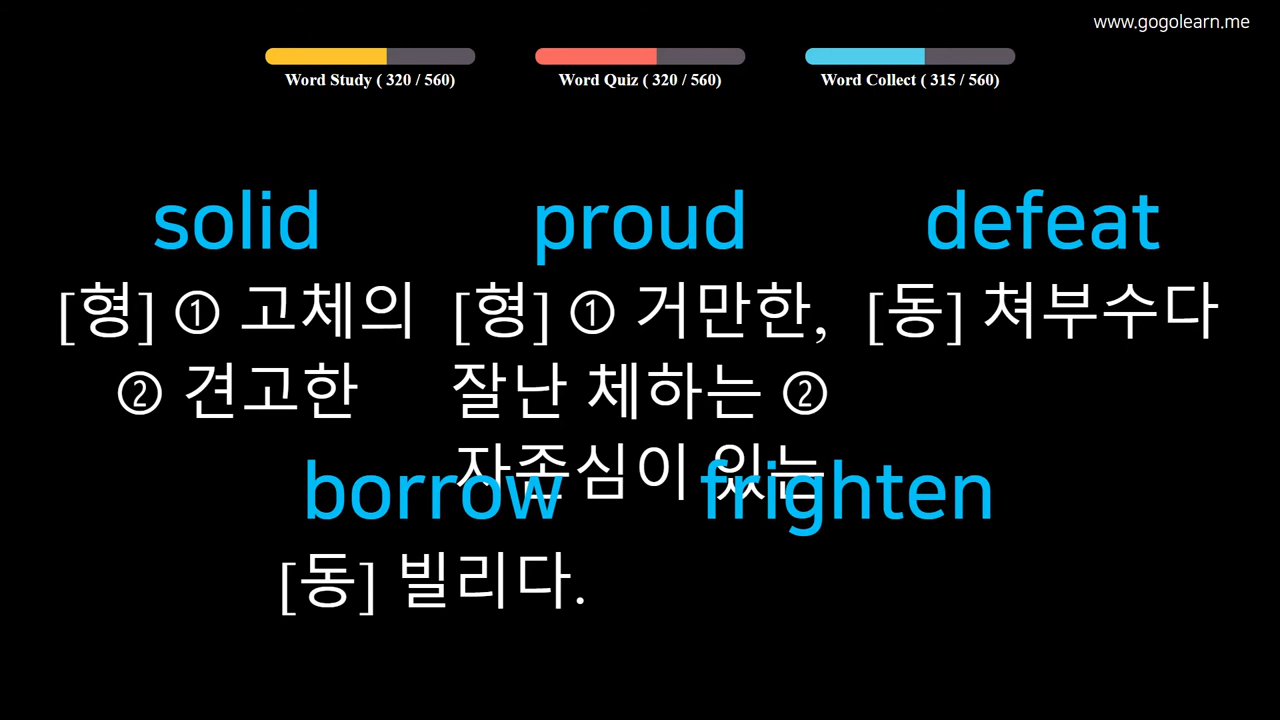 www.gogolearn.me
Word Study ( 320 / 560) Word Quiz ( 320 / 560) Word Collect ( 315 / 560)
solid proud defeat
[형] ① 고체의 [형] ① 거만한, [동] 쳐부수다
② 견고한 잘난 체하는 ②
자존심이 있는
borrow frighten
[동] 빌리다.